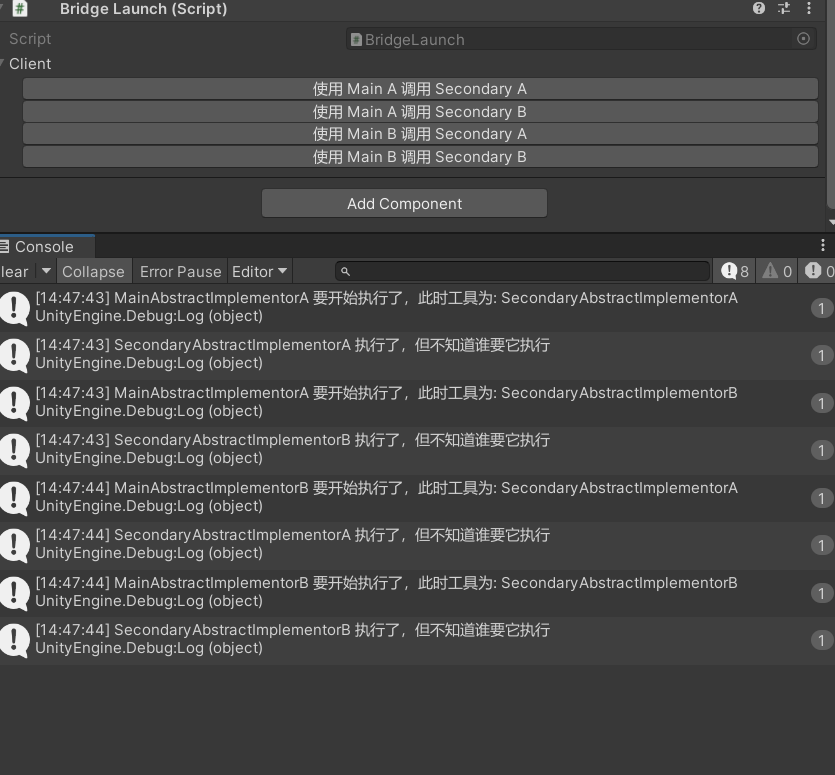 Bridge Launch (Script)
Script
BridgeLaunch
Client
使用 Main A 调用 Secondary A
使用 Main A 调用 Secondary B
使用 Main B 调用 Secondary A
使用 Main B 调用 Secondary B
Add Component
Console
lear Collapse Error Pause Editor 8 0 0
[14:47:43] MainAbstractImplementorA 要开始执行了，此时工具为: SecondaryAbstractImplementorA
UnityEngine.Debug:Log (object)
1
[14:47:43] SecondaryAbstractImplementorA 执行了，但不知道谁要它执行
UnityEngine.Debug:Log (object)
1
[14:47:43] MainAbstractImplementorA 要开始执行了，此时工具为: SecondaryAbstractImplementorB
UnityEngine.Debug:Log (object)
1
[14:47:43] SecondaryAbstractImplementorB 执行了，但不知道谁要它执行
UnityEngine.Debug:Log (object)
1
[14:47:44] MainAbstractImplementorB 要开始执行了，此时工具为: SecondaryAbstractImplementorA
UnityEngine.Debug:Log (object)
1
[14:47:44] SecondaryAbstractImplementorA 执行了，但不知道谁要它执行
UnityEngine.Debug:Log (object)
1
[14:47:44] MainAbstractImplementorB 要开始执行了，此时工具为: SecondaryAbstractImplementorB
UnityEngine.Debug:Log (object)
1
[14:47:44] SecondaryAbstractImplementorB 执行了，但不知道谁要它执行
UnityEngine.Debug:Log (object)
1